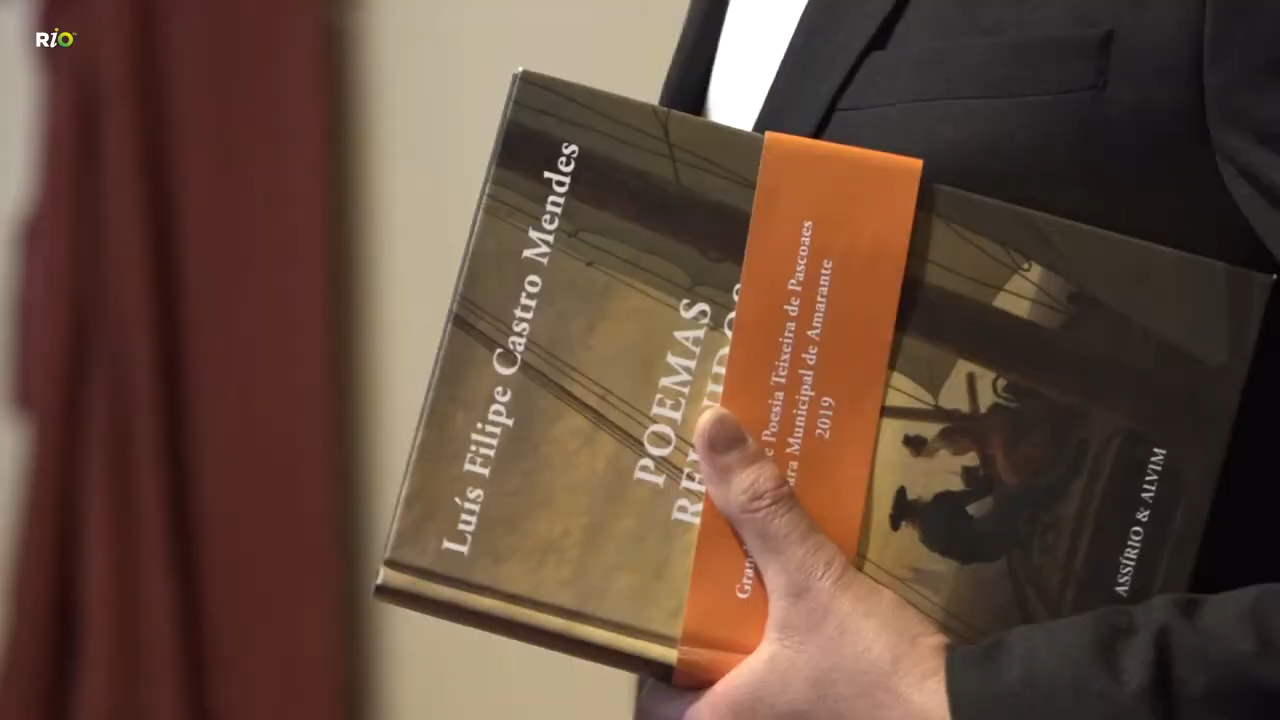 RiO
Luís Filipe Castro Mendes
POEMAS
Poesia Teixeira de Pascoaes
Municipal de Amarante
2019
ASSÍRIO & ALVIM